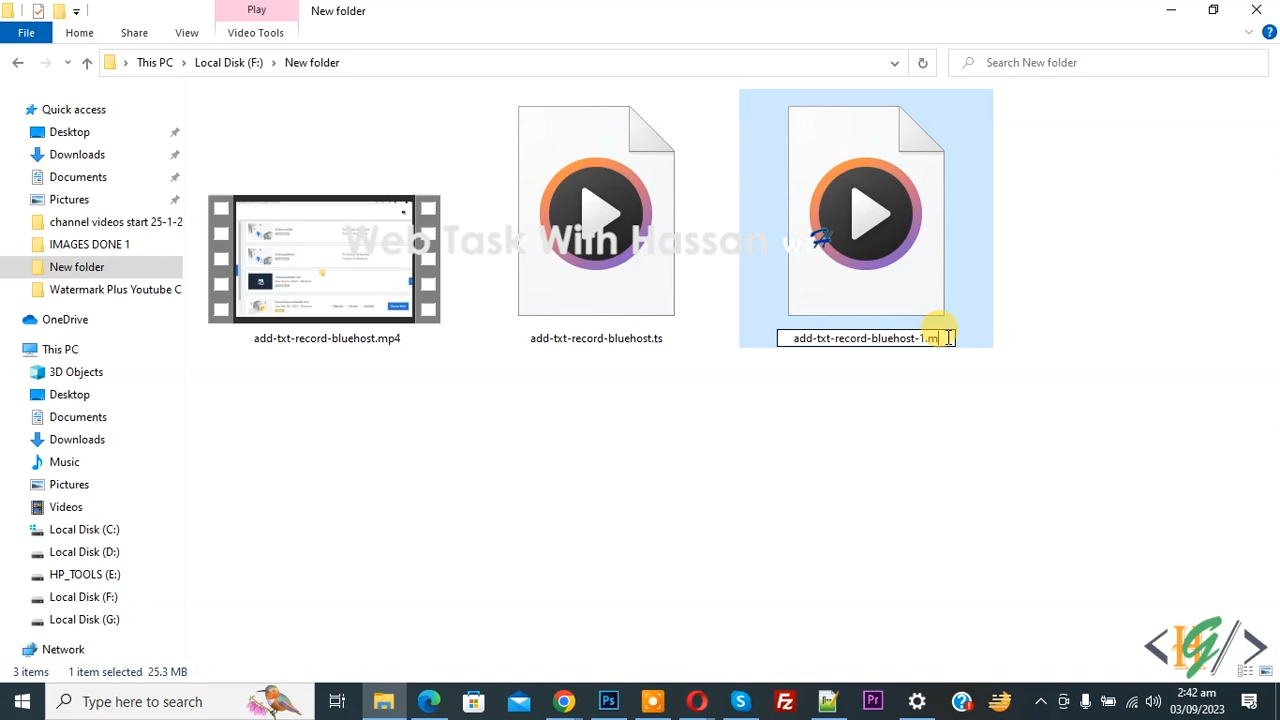 Play
New folder
File
Home
Share
View
Video Tools
This PC
Local Disk (F:)
New folder
Search New folder
Quick access
Desktop
Downloads
Documents
Pictures
channel videos start 25-1-2
IMAGES DONE 1
New folder
Watermark Plus Youtube C
OneDrive
This PC
3D Objects
Desktop
Documents
Downloads
Music
Pictures
Videos
Local Disk (C:)
Local Disk (D:)
HP_TOOLS (E:)
Local Disk (F:)
Local Disk (G:)
Network
Web Task With Hassan
add-txt-record-bluehost.mp4
add-txt-record-bluehost.ts
add-txt-record-bluehost-1.m
3 items
1 item selected 25.3 MB
Type here to search
2:42 am
03/09/2023